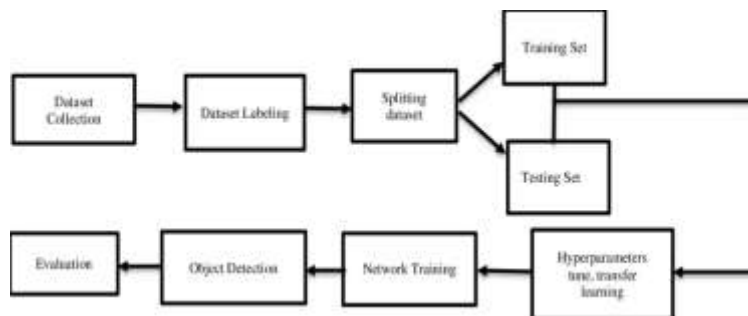 Training Set
Dataset
Collection
Dataset Labeling
Splitting
dataset
Testing Set
Evaluation
Object Detection
Network Training
Hyperparameters
tune, transfer
learning